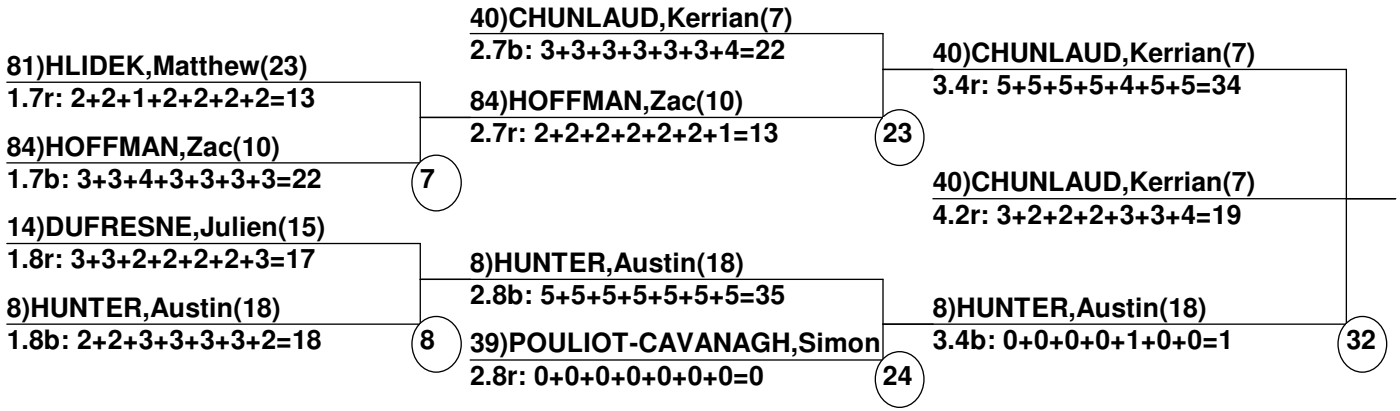 81)HLIDEK,Matthew(23)
1.7r: 2+2+1+2+2+2+2=13
84)HOFFMAN,Zac(10)
1.7b: 3+3+4+3+3+3+3=22
7
14)DUFRESNE,Julien(15)
1.8r: 3+3+2+2+2+2+3=17
8)HUNTER,Austin(18)
1.8b: 2+2+3+3+3+3+2=18
8
40)CHUNLAUD,Kerrian(7)
2.7b: 3+3+3+3+3+3+4=22
84)HOFFMAN,Zac(10)
2.7r: 2+2+2+2+2+2+1=13
23
8)HUNTER,Austin(18)
2.8b: 5+5+5+5+5+5+5=35
39)POULIOT-CAVANAGH,Simon
2.8r: 0+0+0+0+0+0+0=0
24
40)CHUNLAUD,Kerrian(7)
3.4r: 5+5+5+5+4+5+5=34
40)CHUNLAUD,Kerrian(7)
4.2r: 3+2+2+2+3+3+4=19
8)HUNTER,Austin(18)
3.4b: 0+0+0+0+1+0+0=1
32